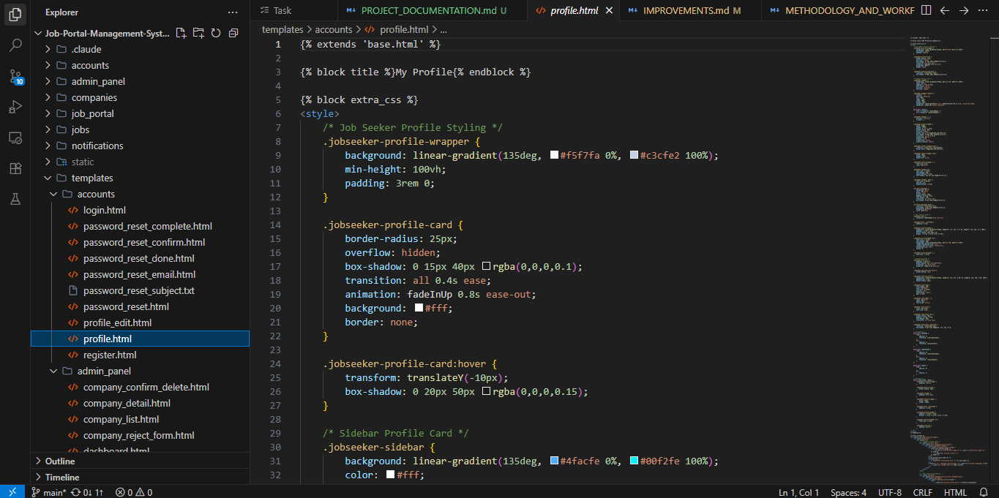 Explorer
Job-Portal-Management-Syst...
.claude
accounts
admin_panel
companies
job_portal
jobs
notifications
static
templates
accounts
login.html
password_reset_complete.html
password_reset_confirm.html
password_reset_done.html
password_reset_email.html
password_reset_subject.txt
password_reset.html
profile_edit.html
profile.html
register.html
admin_panel
company_confirm_delete.html
company_detail.html
company_list.html
company_reject_form.html
dashboard.html
Outline
Timeline
10
Task
PROJECT_DOCUMENTATION.md U
profile.html
IMPROVEMENTS.md M
METHODOLOGY_AND_WORKF
templates > accounts > profile.html > ...
1 {% extends 'base.html' %}
2
3 {% block title %}My Profile{% endblock %}
4
5 {% block extra_css %}
6 <style>
7 /* Job Seeker Profile Styling */
8 .jobseeker-profile-wrapper {
9 background: linear-gradient(135deg, #f5f7fa 0%, #c3cfe2 100%);
10 min-height: 100vh;
11 padding: 3rem 0;
12 }
13
14 .jobseeker-profile-card {
15 border-radius: 25px;
16 overflow: hidden;
17 box-shadow: 0 15px 40px rgba(0,0,0,0.1);
18 transition: all 0.4s ease;
19 animation: fadeInUp 0.8s ease-out;
20 background: #fff;
21 border: none;
22 }
23
24 .jobseeker-profile-card:hover {
25 transform: translateY(-10px);
26 box-shadow: 0 20px 50px rgba(0,0,0,0.15);
27 }
28
29 /* Sidebar Profile Card */
30 .jobseeker-sidebar {
31 background: linear-gradient(135deg, #4facfe 0%, #00f2fe 100%);
32 color: #fff;
main* 0↓ 1↑ 0 0
Ln 1, Col 1 Spaces: 4 UTF-8 CRLF HTML